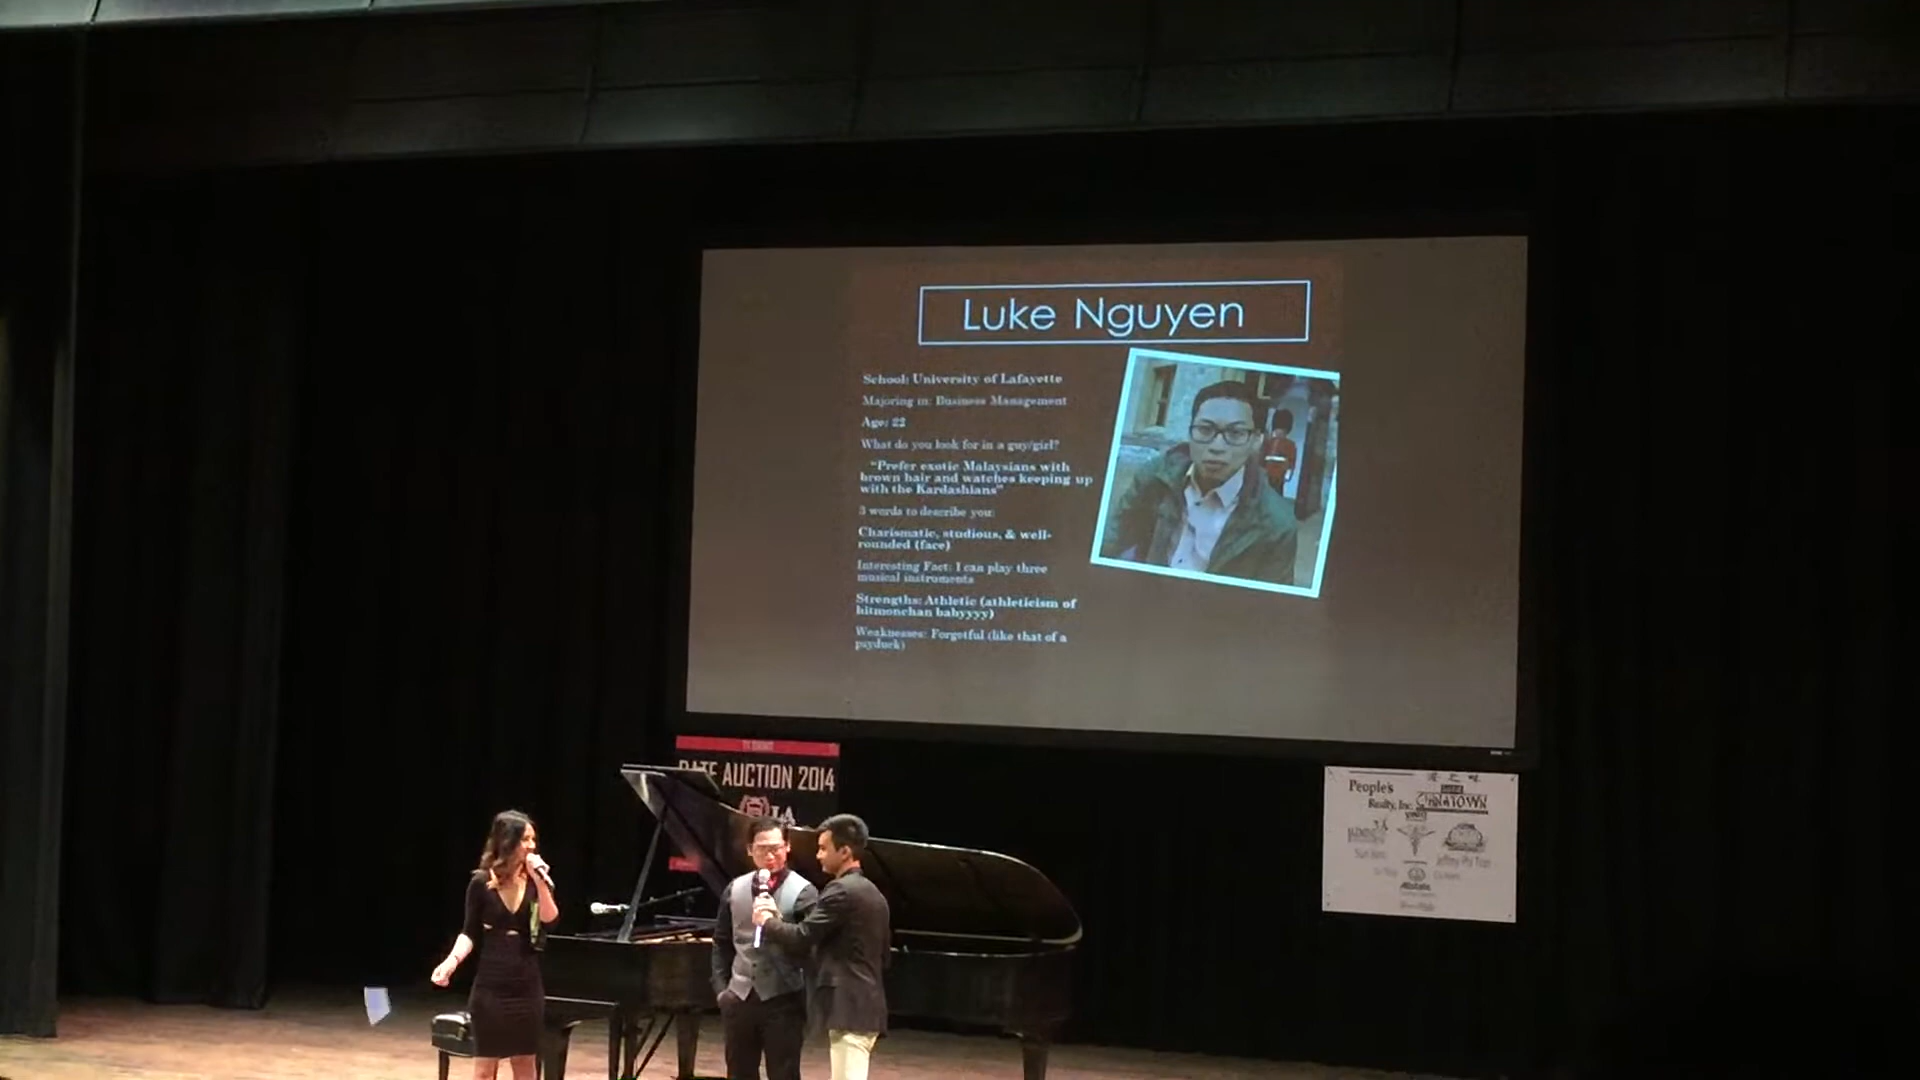 Luke Nguyen
School: University of Lafayette
Majoring in: Business Management
Age: 22
What do you look for in a guy/girl?
"Prefer exotic Malaysians with
brown hair and watches keeping up
with the Kardashians"
3 words to describe you:
Charismatic, studious, & well-
rounded (face)
Interesting Fact: I can play three
musical instruments
Strengths: Athletic (athleticism of
hitmonchan babyyyy)
Weaknesses: Forgetful (like that of a
psyduck)
DATE AUCTION 2014
LA
People's
Realty, Inc.
CHINATOWN
Jeffrey
Allstate